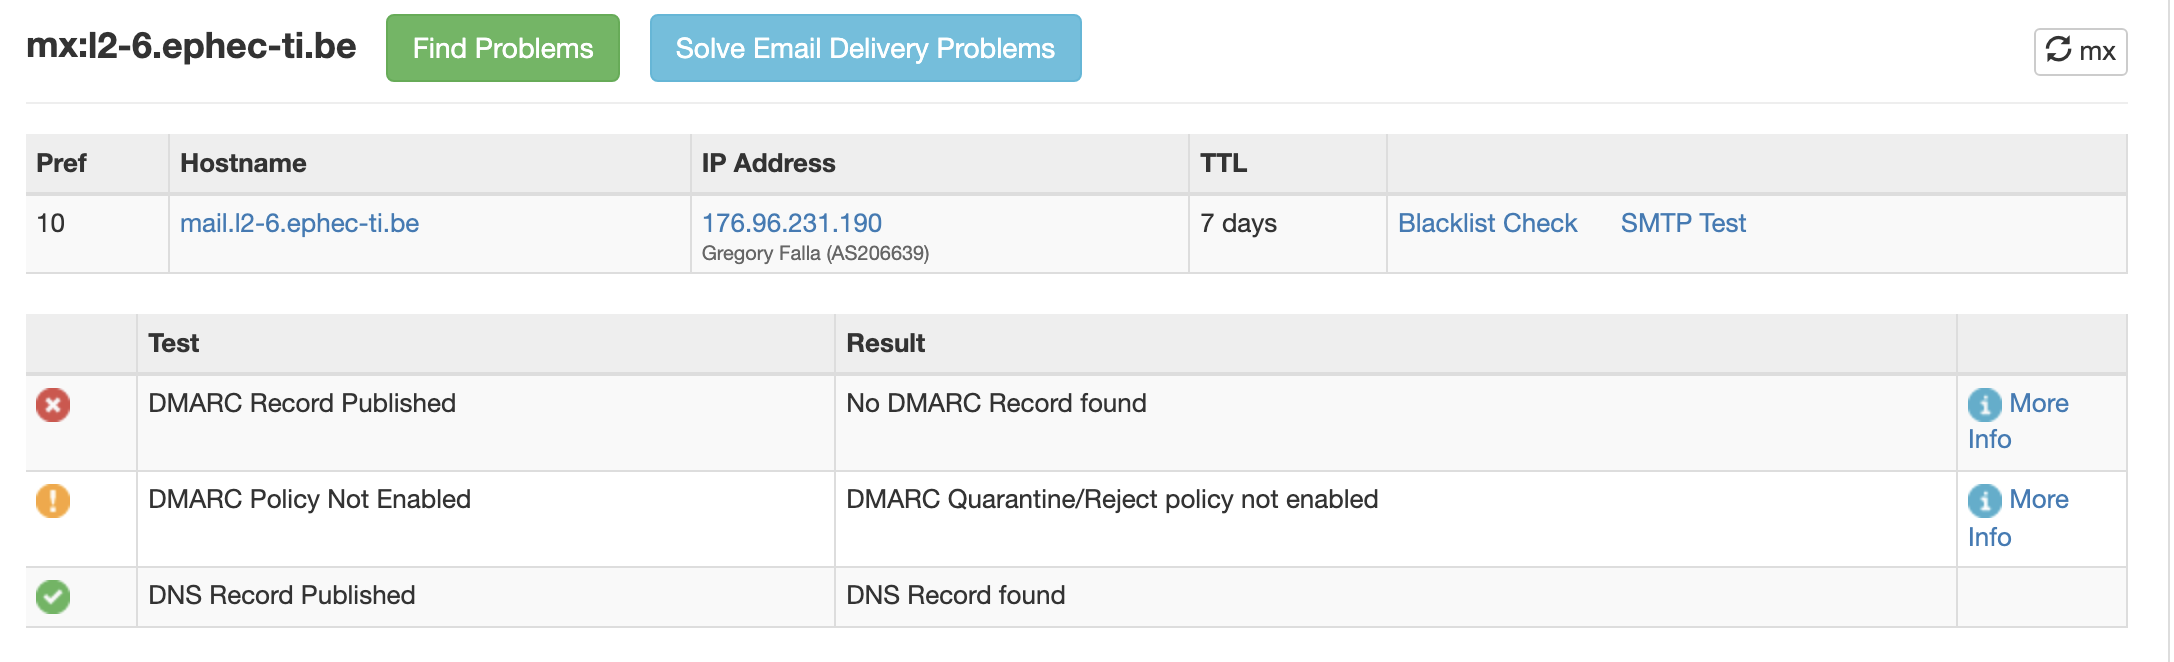 mx:l2-6.ephec-ti.be Find Problems Solve Email Delivery Problems mx
Pref Hostname IP Address TTL
10 mail.l2-6.ephec-ti.be 176.96.231.190 7 days Blacklist Check SMTP Test
Gregory Falla (AS206639)
Test Result
DMARC Record Published No DMARC Record found More
Info
DMARC Policy Not Enabled DMARC Quarantine/Reject policy not enabled More
Info
DNS Record Published DNS Record found